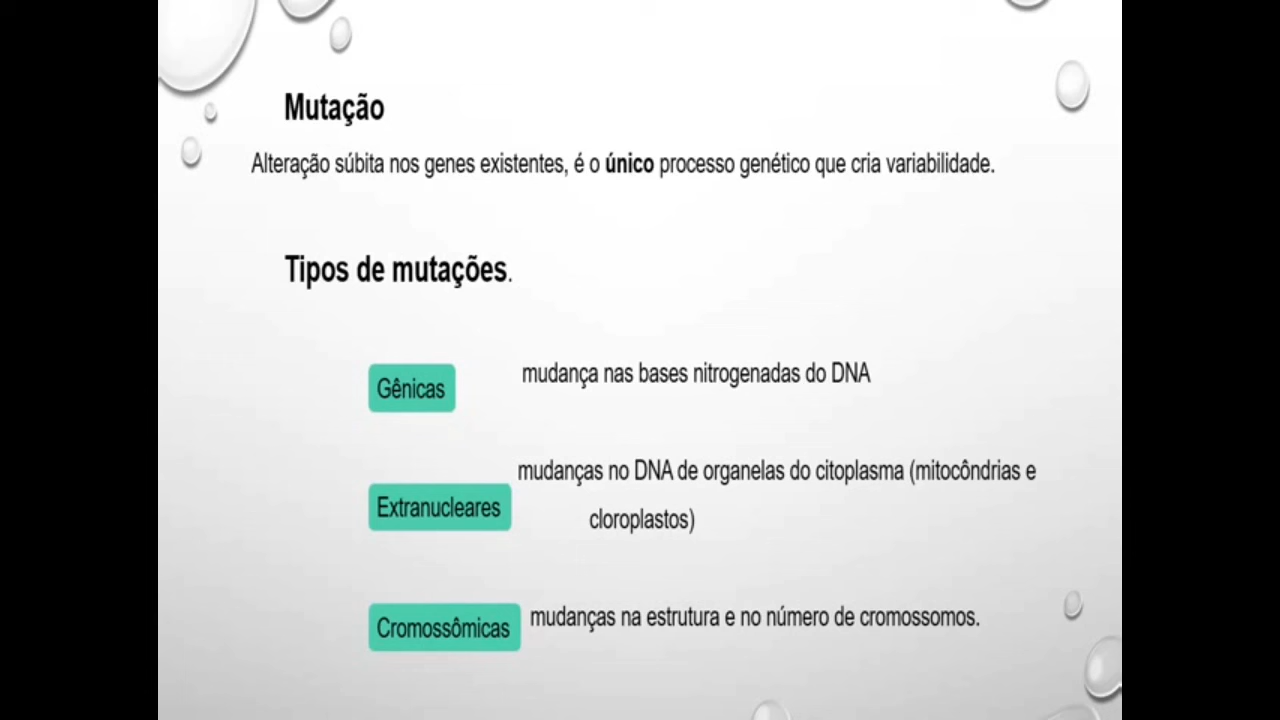 Mutação
Alteração súbita nos genes existentes, é o único processo genético que cria variabilidade.
Tipos de mutações.
Gênicas
mudança nas bases nitrogenadas do DNA
Extranucleares
mudanças no DNA de organelas do citoplasma (mitocôndrias e
cloroplastos)
Cromossômicas
mudanças na estrutura e no número de cromossomos.